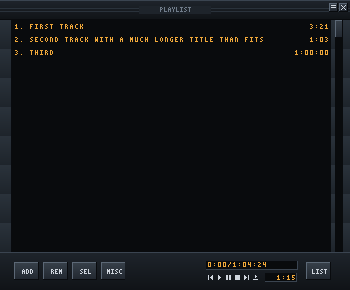 PLAYLIST
1. FIRST TRACK 3:21
2. SECOND TRACK WITH A MUCH LONGER TITLE THAN FITS 1:03
3. THIRD 1:00:00
0:00/1:04:24
ADD REM SEL MISC LIST
1:15